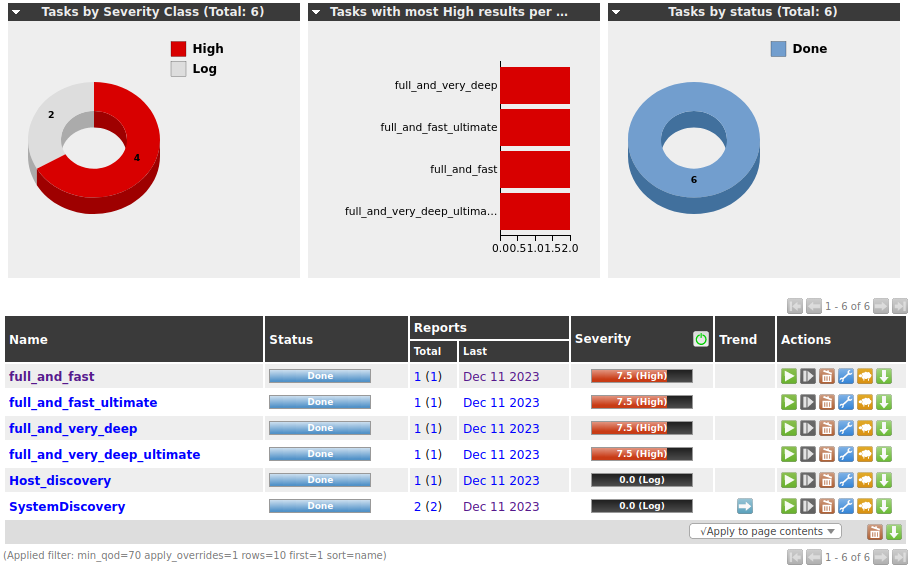 Tasks by Severity Class (Total: 6)
High
Log
2
4
Tasks with most High results per ...
full_and_very_deep
full_and_fast_ultimate
full_and_fast
full_and_very_deep_ultima...
0.00.51.01.52.0
Tasks by status (Total: 6)
Done
6
1 - 6 of 6
Name Status Reports Severity Trend Actions
Total Last
full_and_fast Done 1 (1) Dec 11 2023 7.5 (High)
full_and_fast_ultimate Done 1 (1) Dec 11 2023 7.5 (High)
full_and_very_deep Done 1 (1) Dec 11 2023 7.5 (High)
full_and_very_deep_ultimate Done 1 (1) Dec 11 2023 7.5 (High)
Host_discovery Done 1 (1) Dec 11 2023 0.0 (Log)
SystemDiscovery Done 2 (2) Dec 11 2023 0.0 (Log)
√Apply to page contents
(Applied filter: min_qod=70 apply_overrides=1 rows=10 first=1 sort=name)
1 - 6 of 6